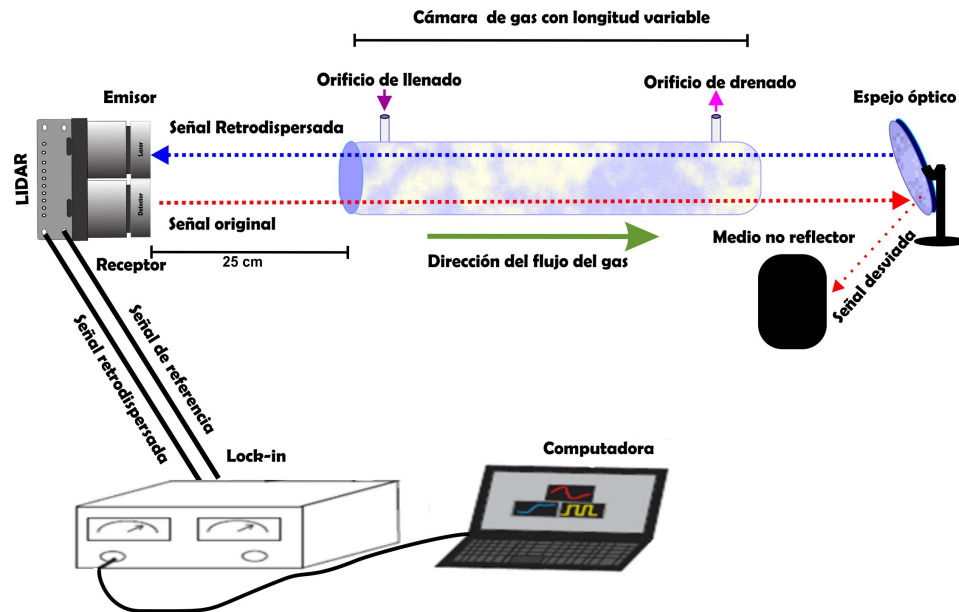 Cámara de gas con longitud variable
Orificio de llenado
Orificio de drenado
Emisor
Espejo óptico
Señal Retrodispersada
LIDAR
Laser
Detector
Señal original
Receptor
25 cm
Dirección del flujo del gas
Medio no reflector
Señal desviada
Señal de referencia
Señal retrodispersada
Lock-in
Computadora